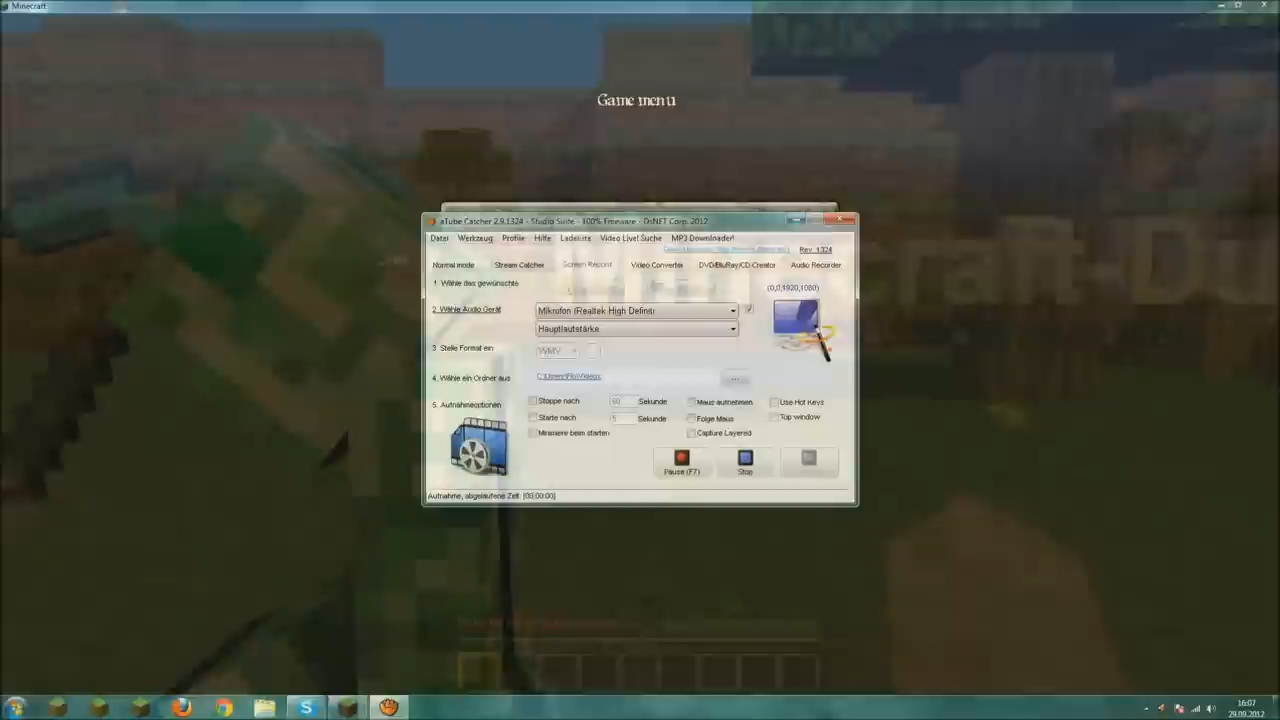 Minecraft
Game menu
aTube Catcher 2.9.1324 - Studio Suite - 100% Freeware - DsNET Corp. 2012
Datei Werkzeug Profile Hilfe Ladeliste Video Live! Suche MP3 Downloader!
Rev. 1324
Normal mode Stream Catcher Screen Record Video Converter DVD/BluRay/CD-Creator Audio Recorder
1. Wähle das gewünschte
(0,0,1920,1080)
2. Wähle Audio Gerät
Mikrofon (Realtek High Definiti
Hauptlautstärke
3. Stelle Format ein:
WMV
4. Wähle ein Ordner aus
C:\Users\Flo\Videos
...
5. Aufnahmeoptionen
Stoppe nach 60 Sekunde Maus aufnehmen Use Hot Keys
Starte nach 5 Sekunde Folge Maus Top window
Minimiere beim starten Capture Layered
Pause (F7) Stop
Aufnahme, abgelaufene Zeit: [00:00:00]
16:07
29.09.2012